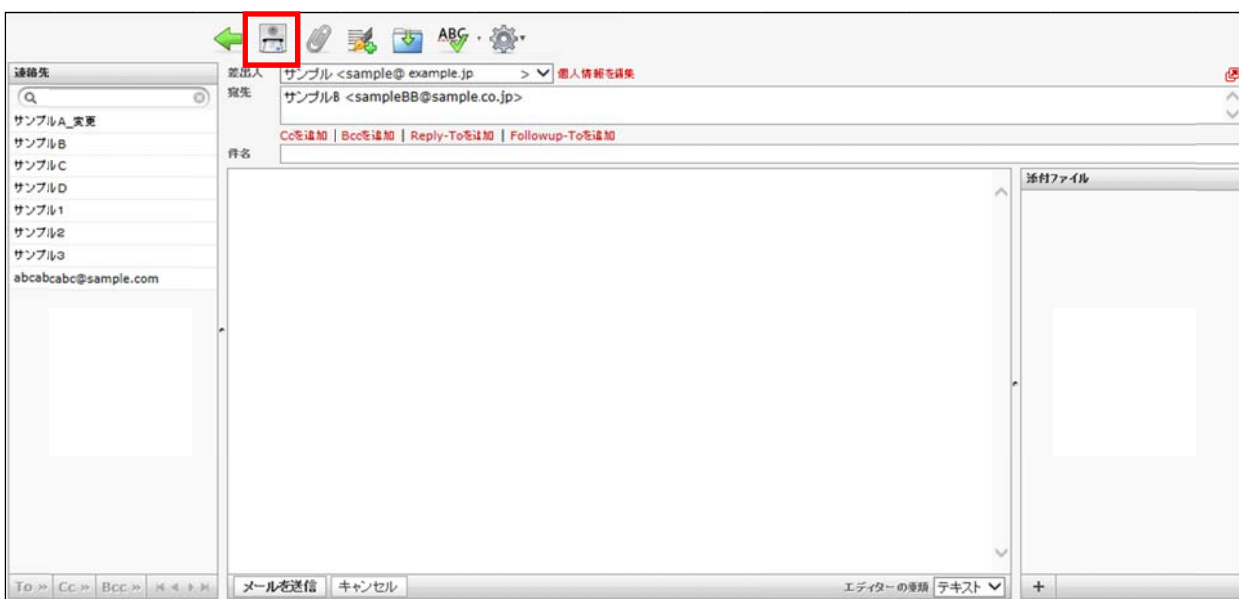 ABC
連絡先
サンプルA_変更
サンプルB
サンプルC
サンプルD
サンプル1
サンプル2
サンプル3
abcabcabc@sample.com
To » Cc » Bcc »
差出人 サンプル <sample@ example.jp > 個人情報を編集
宛先 サンプルB <sampleBB@sample.co.jp>
Ccを追加 | Bccを追加 | Reply-Toを追加 | Followup-Toを追加
件名
メールを送信 キャンセル エディターの種類 テキスト
添付ファイル
+